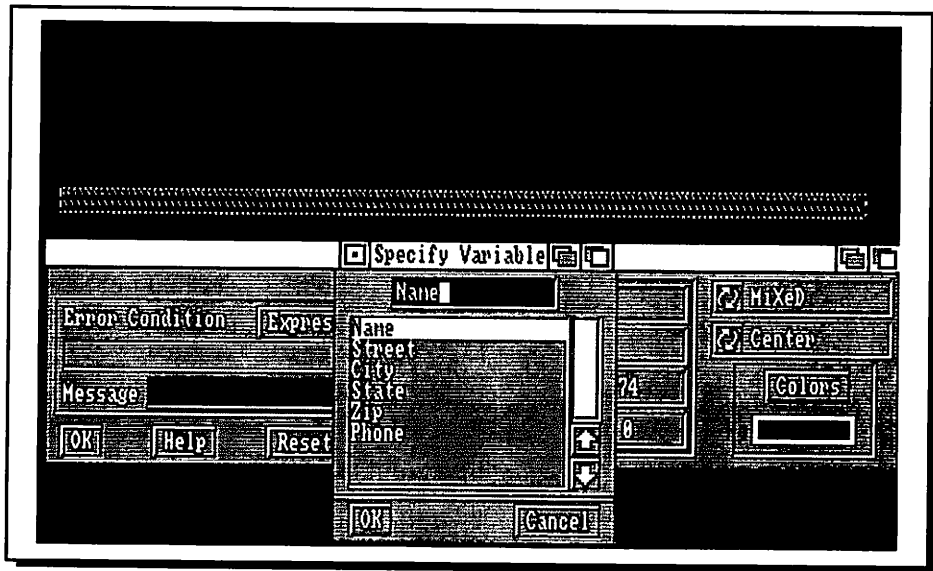 Specify Variable
Name
Error Condition
Expres
Message
OK
Help
Reset
Name
Street
City
State
Zip
Phone
OK
Cancel
74
0
MiXeD
Center
Colors